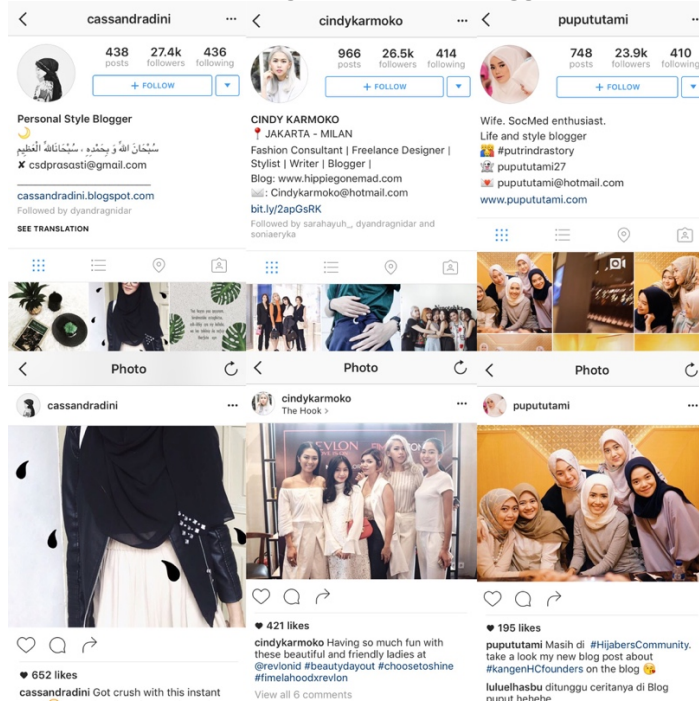 cassandradini
438 27.4k 436
posts followers following
+ FOLLOW
Personal Style Blogger
🌙
سُبْحَانَ اللهُ وَ بِحَمْدِهِ ، سُبْحَانَاللهُ الْعَظِيْمِ
✘ csdprasasti@gmail.com
cassandradini.blogspot.com
Followed by dyandragnidar
SEE TRANSLATION
cindykarmoko
966 26.5k 414
posts followers following
+ FOLLOW
CINDY KARMOKO
📍 JAKARTA - MILAN
Fashion Consultant | Freelance Designer |
Stylist | Writer | Blogger |
Blog: www.hippiegonemad.com
✉️: Cindykarmoko@hotmail.com
bit.ly/2apGsRK
Followed by sarahayuh_, dyandragnidar and
soniaeryka
pupututami
748 23.9k 410
posts followers following
+ FOLLOW
Wife. SocMed enthusiast.
Life and style blogger
#putrindrastory
👻 pupututami27
💌 pupututami@hotmail.com
www.pupututami.com
Photo
cassandradini
♥ 652 likes
cassandradini Got crush with this instant
Photo
cindykarmoko
The Hook >
REVLON
♥ 421 likes
cindykarmoko Having so much fun with
these beautiful and friendly ladies at
@revlonid #beautydayout #choosetoshine
#fimelahoodxrevlon
View all 6 comments
Photo
pupututami
♥ 195 likes
pupututami Masih di #HijabersCommunity.
take a look my new blog post about
#kangenHCfounders on the blog 😘
luluelhasbu ditunggu ceritanya di Blog
puput hehehe